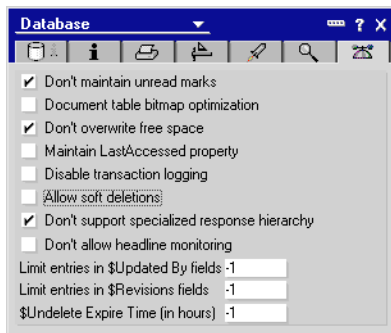 Database
? X
i
Don't maintain unread marks
Document table bitmap optimization
Don't overwrite free space
Maintain LastAccessed property
Disable transaction logging
Allow soft deletions
Don't support specialized response hierarchy
Don't allow headline monitoring
Limit entries in $Updated By fields -1
Limit entries in $Revisions fields -1
$Undelete Expire Time (in hours) -1